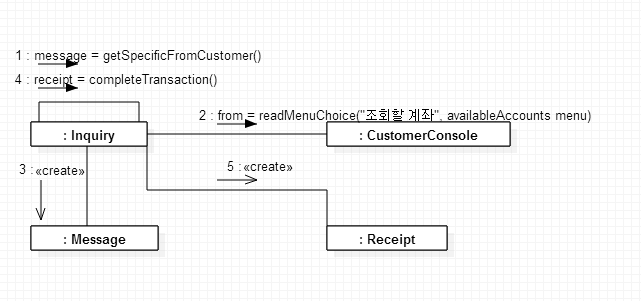 1 : message = getSpecificFromCustomer()
4 : receipt = completeTransaction()
2 : from = readMenuChoice("조회할 계좌", availableAccounts menu)
: Inquiry
: CustomerConsole
3 : «create»
5 : «create»
: Message
: Receipt